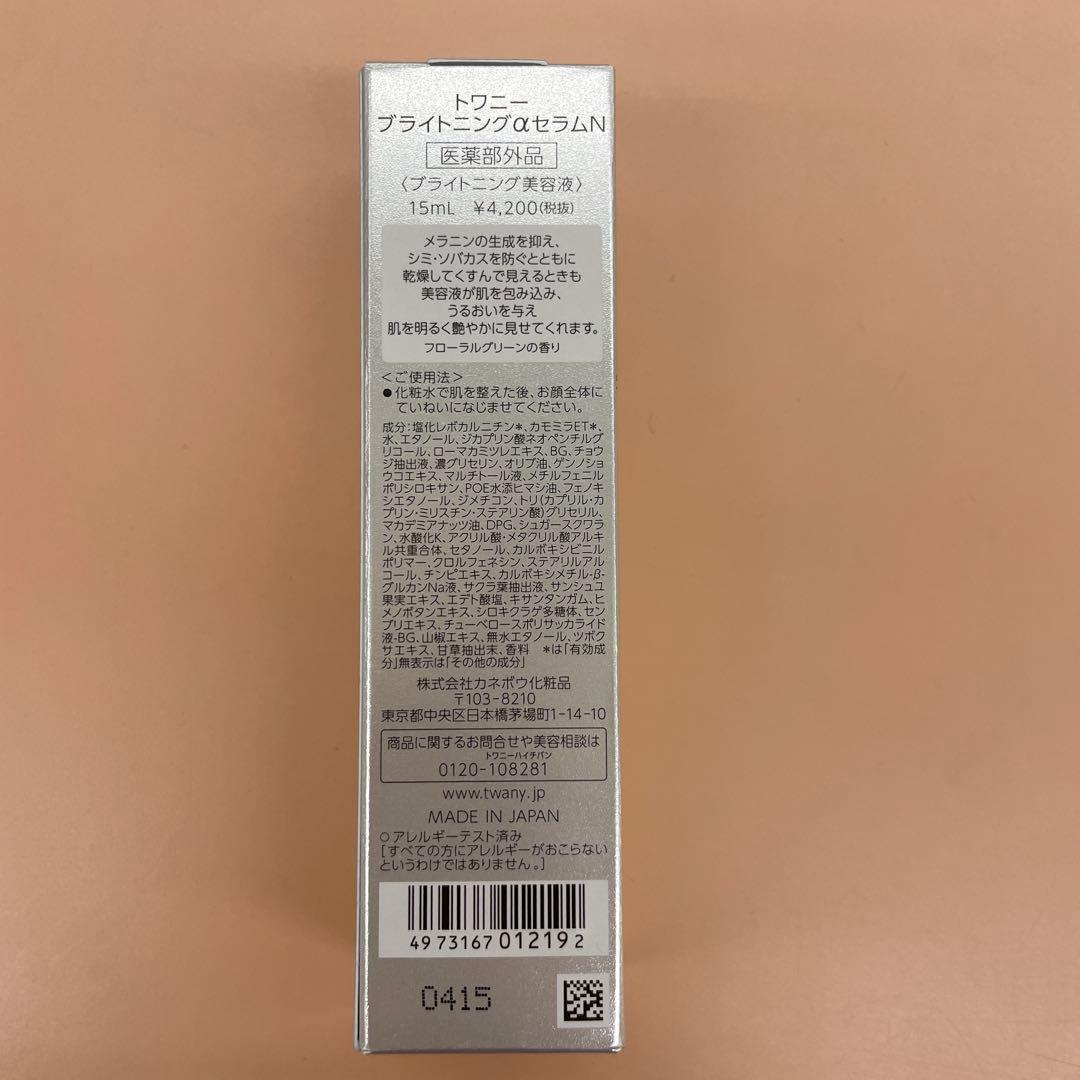 トワニー
ブライトニングαセラムN
医薬部外品
〈ブライトニング美容液〉
15mL ¥4,200(税抜)
メラニンの生成を抑え、
シミ・ソバカスを防ぐとともに
乾燥してくすんで見えるときも
美容液が肌を包み込み、
うるおいを与え
肌を明るく艶やかに見せてくれます。
フローラルグリーンの香り
＜ご使用法＞
●化粧水で肌を整えた後、お顔全体に
ていねいになじませてください。
成分：塩化レボカルニチン＊、カモミラET＊、
水、エタノール、ジカプリン酸ネオペンチルグ
リコール、ローマカミツレエキス、BG、チョウ
ジ抽出液、濃グリセリン、オリブ油、ゲンノショ
ウコエキス、マルチトール液、メチルフェニル
ポリシロキサン、POE水添ヒマシ油、フェノキ
シエタノール、ジメチコン、トリ(カプリル・カ
プリン・ミリスチン・ステアリン酸)グリセリル、
マカデミアナッツ油、DPG、シュガースクワラ
ン、水酸化K、アクリル酸・メタクリル酸アルキ
ル共重合体、セタノール、カルボキシビニル
ポリマー、クロルフェネシン、ステアリルアル
コール、チンピエキス、カルボキシメチル-β-
グルカンNa液、サクラ葉抽出液、サンシュユ
果実エキス、エデト酸塩、キサンタンガム、ヒ
メノボタンエキス、シロキクラゲ多糖体、セン
ブリエキス、チューベロースポリサッカライド
液-BG、山椒エキス、無水エタノール、ツボク
サエキス、甘草抽出末、香料 ＊は「有効成
分」無表示は「その他の成分」
株式会社カネボウ化粧品
〒103-8210
東京都中央区日本橋茅場町1-14-10
商品に関するお問合せや美容相談は
トワニーハイチバン
0120-108281
www.twany.jp
MADE IN JAPAN
○アレルギーテスト済み
[すべての方にアレルギーがおこらない
というわけではありません。]
4973167012192
0415